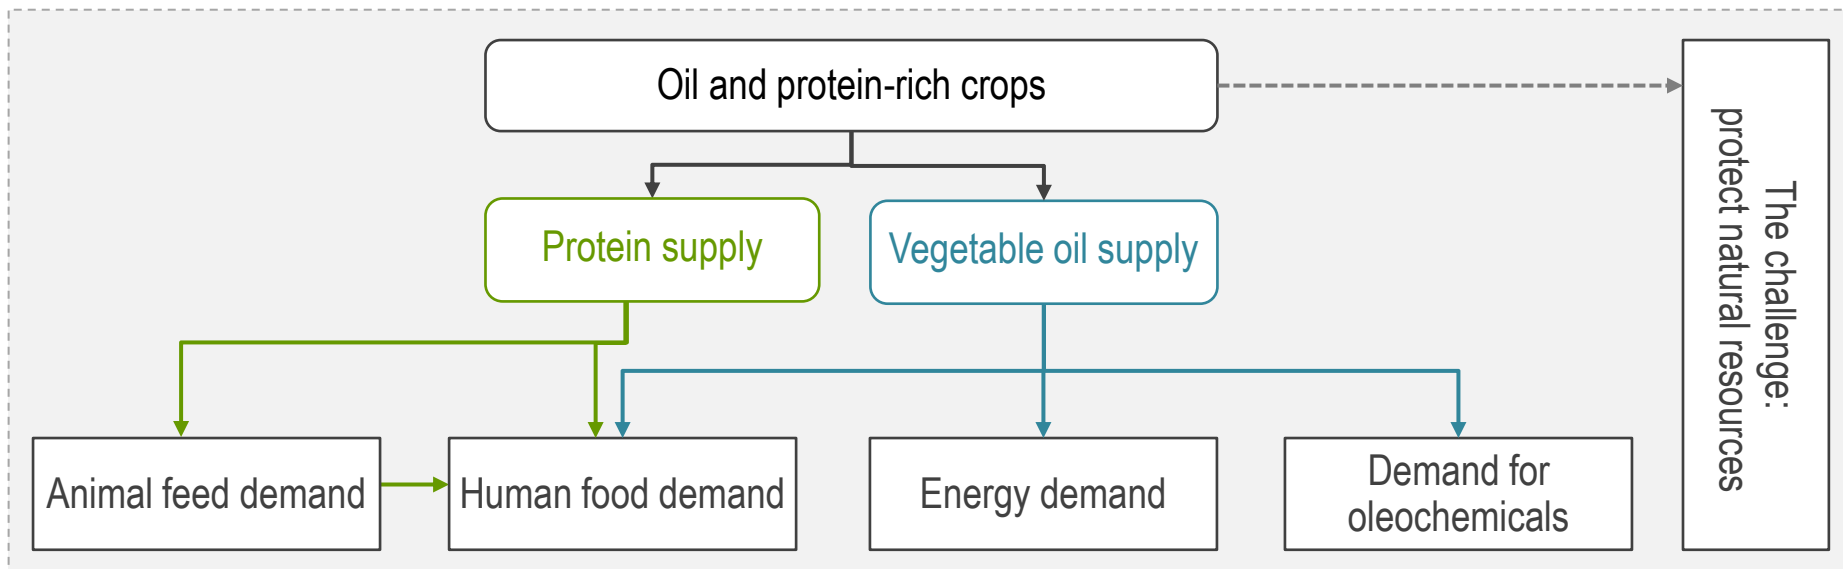 Oil and protein-rich crops
Protein supply
Vegetable oil supply
Animal feed demand
Human food demand
Energy demand
Demand for
oleochemicals
The challenge:
protect natural resources